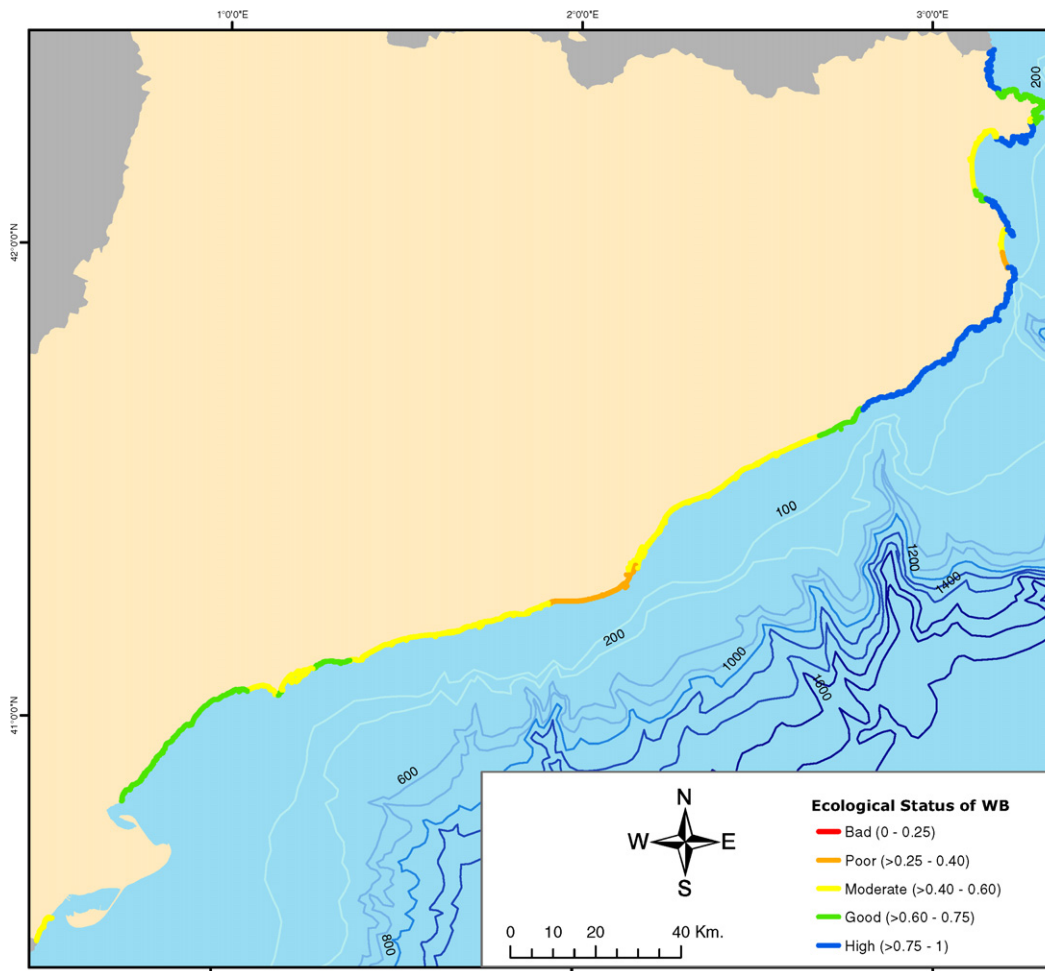 1°0'0"E
2°0'0"E
3°0'0"E
200
42°0'0"N
100
1200
1400
200
1000
1600
41°0'0"N
600
800
Ecological Status of WB
Bad (0 - 0.25)
Poor (>0.25 - 0.40)
Moderate (>0.40 - 0.60)
Good (>0.60 - 0.75)
High (>0.75 - 1)
N
W E
S
0 10 20 40 Km.